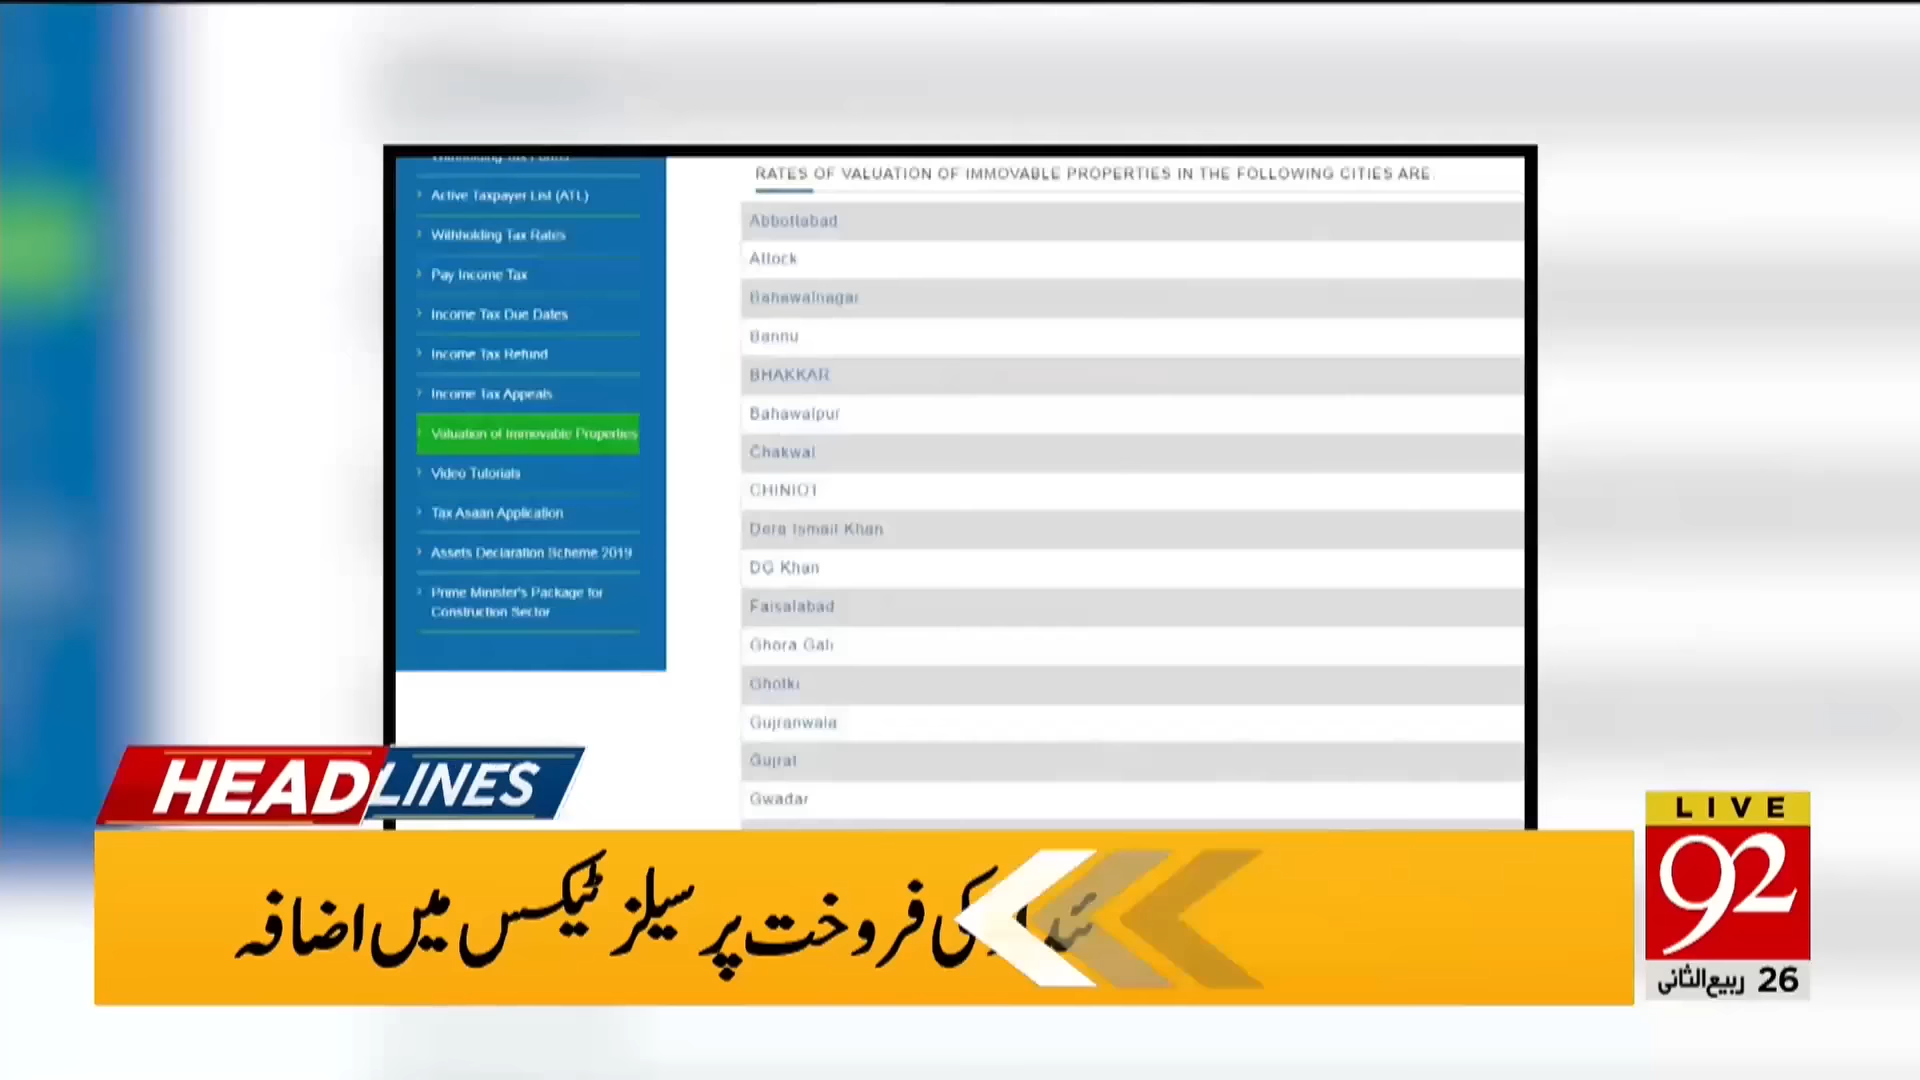 Active Taxpayer List (ATL)
Withholding Tax Rates
Pay Income Tax
Income Tax Due Dates
Income Tax Refund
Income Tax Appeals
Valuation of Immovable Properties
Video Tutorials
Tax Asaan Application
Assets Declaration Scheme 2019
Prime Minister's Package for
Construction Sector
RATES OF VALUATION OF IMMOVABLE PROPERTIES IN THE FOLLOWING CITIES ARE
Abbottabad
Attock
Bahawalnagar
Bannu
BHAKKAR
Bahawalpur
Chakwal
CHINIOT
Dera Ismail Khan
DG Khan
Faisalabad
Ghora Gali
Ghotki
Gujranwala
Gujrat
Gwadar
HEADLINES
کی فروخت پر سیلز ٹیکس میں اضافہ
LIVE
92
26 ربیع الثانی